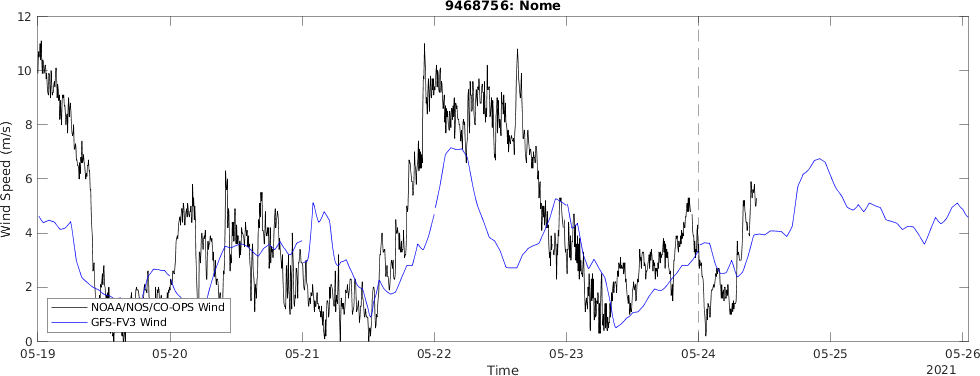 9468756: Nome
12
10
8
6
4
2
0
Wind Speed (m/s)
NOAA/NOS/CO-OPS Wind
GFS-FV3 Wind
05-19 05-20 05-21 05-22 05-23 05-24 05-25 05-26
Time
2021